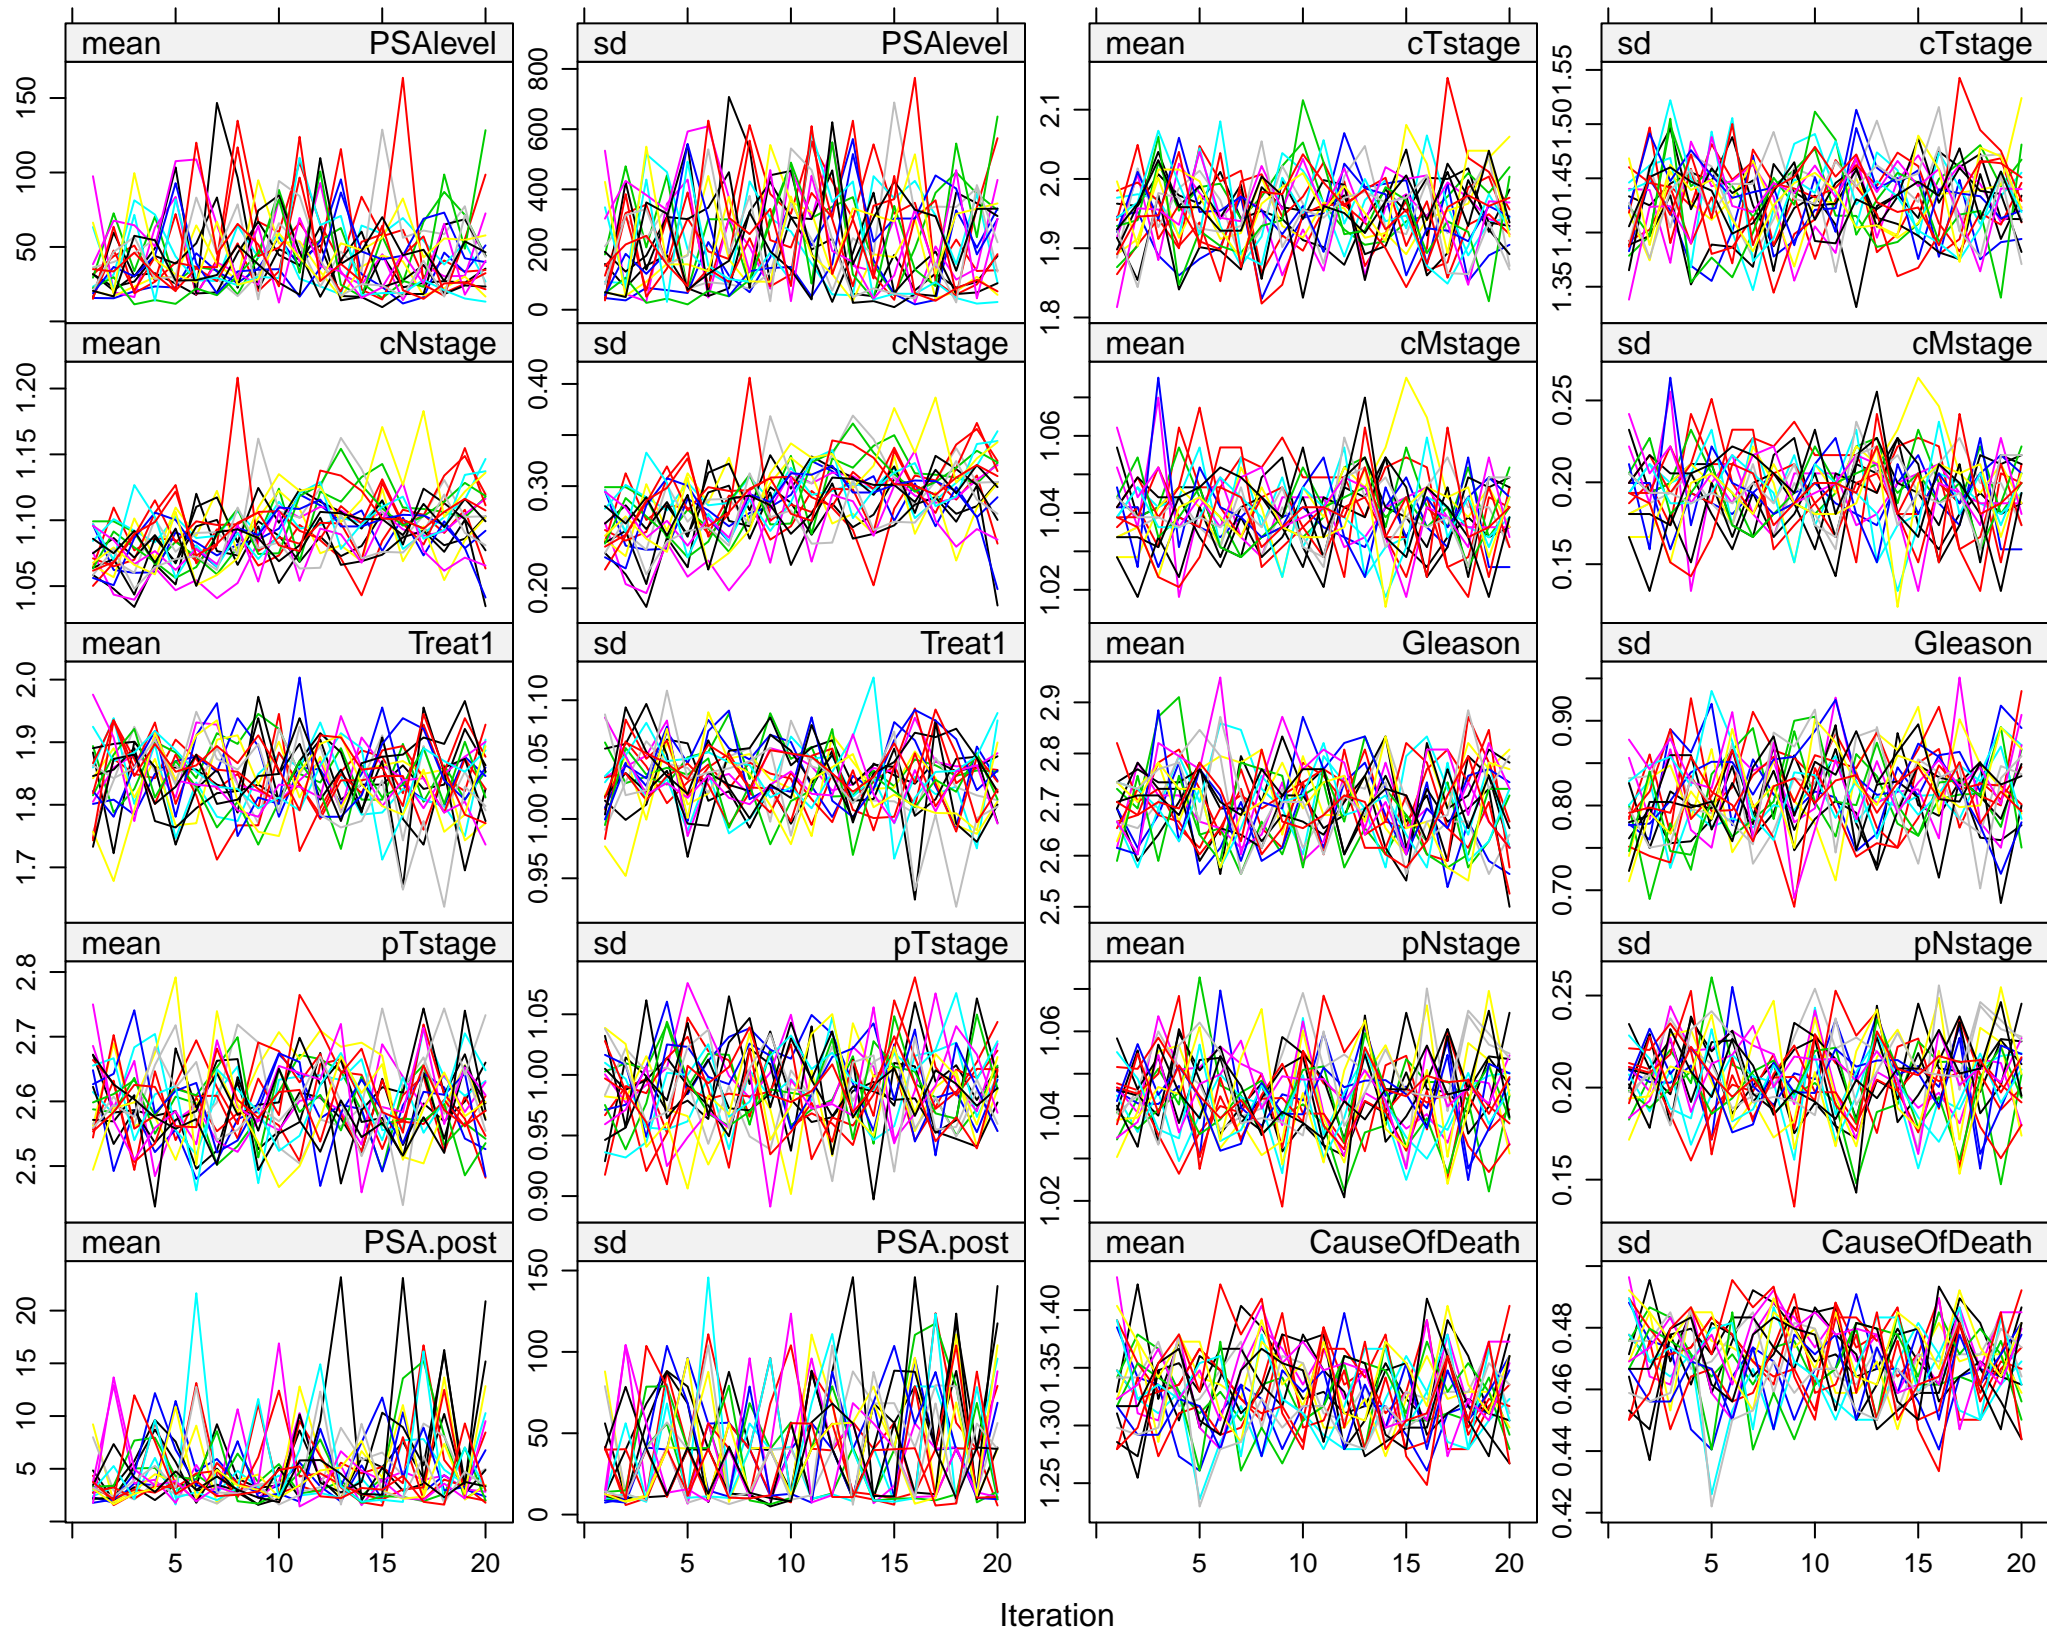 mean PSAlevel sd PSAlevel mean cTstage sd cTstage
50 100 150
0 200 400 600 800
1.8 1.9 2.0 2.1
1.35 1.40 1.45 1.50 1.55
mean cNstage sd cNstage mean cMstage sd cMstage
1.05 1.10 1.15 1.20
0.20 0.30 0.40
1.02 1.04 1.06
0.15 0.20 0.25
mean Treat1 sd Treat1 mean Gleason sd Gleason
1.7 1.8 1.9 2.0
0.95 1.00 1.05 1.10
2.5 2.6 2.7 2.8 2.9
0.70 0.80 0.90
mean pTstage sd pTstage mean pNstage sd pNstage
2.5 2.6 2.7 2.8
0.90 0.95 1.00 1.05
1.02 1.04 1.06
0.15 0.20 0.25
mean PSA.post sd PSA.post mean CauseOfDeath sd CauseOfDeath
5 10 15 20
0 50 100 150
1.25 1.30 1.35 1.40
0.42 0.44 0.46 0.48
5 10 15 20 5 10 15 20 5 10 15 20 5 10 15 20
Iteration